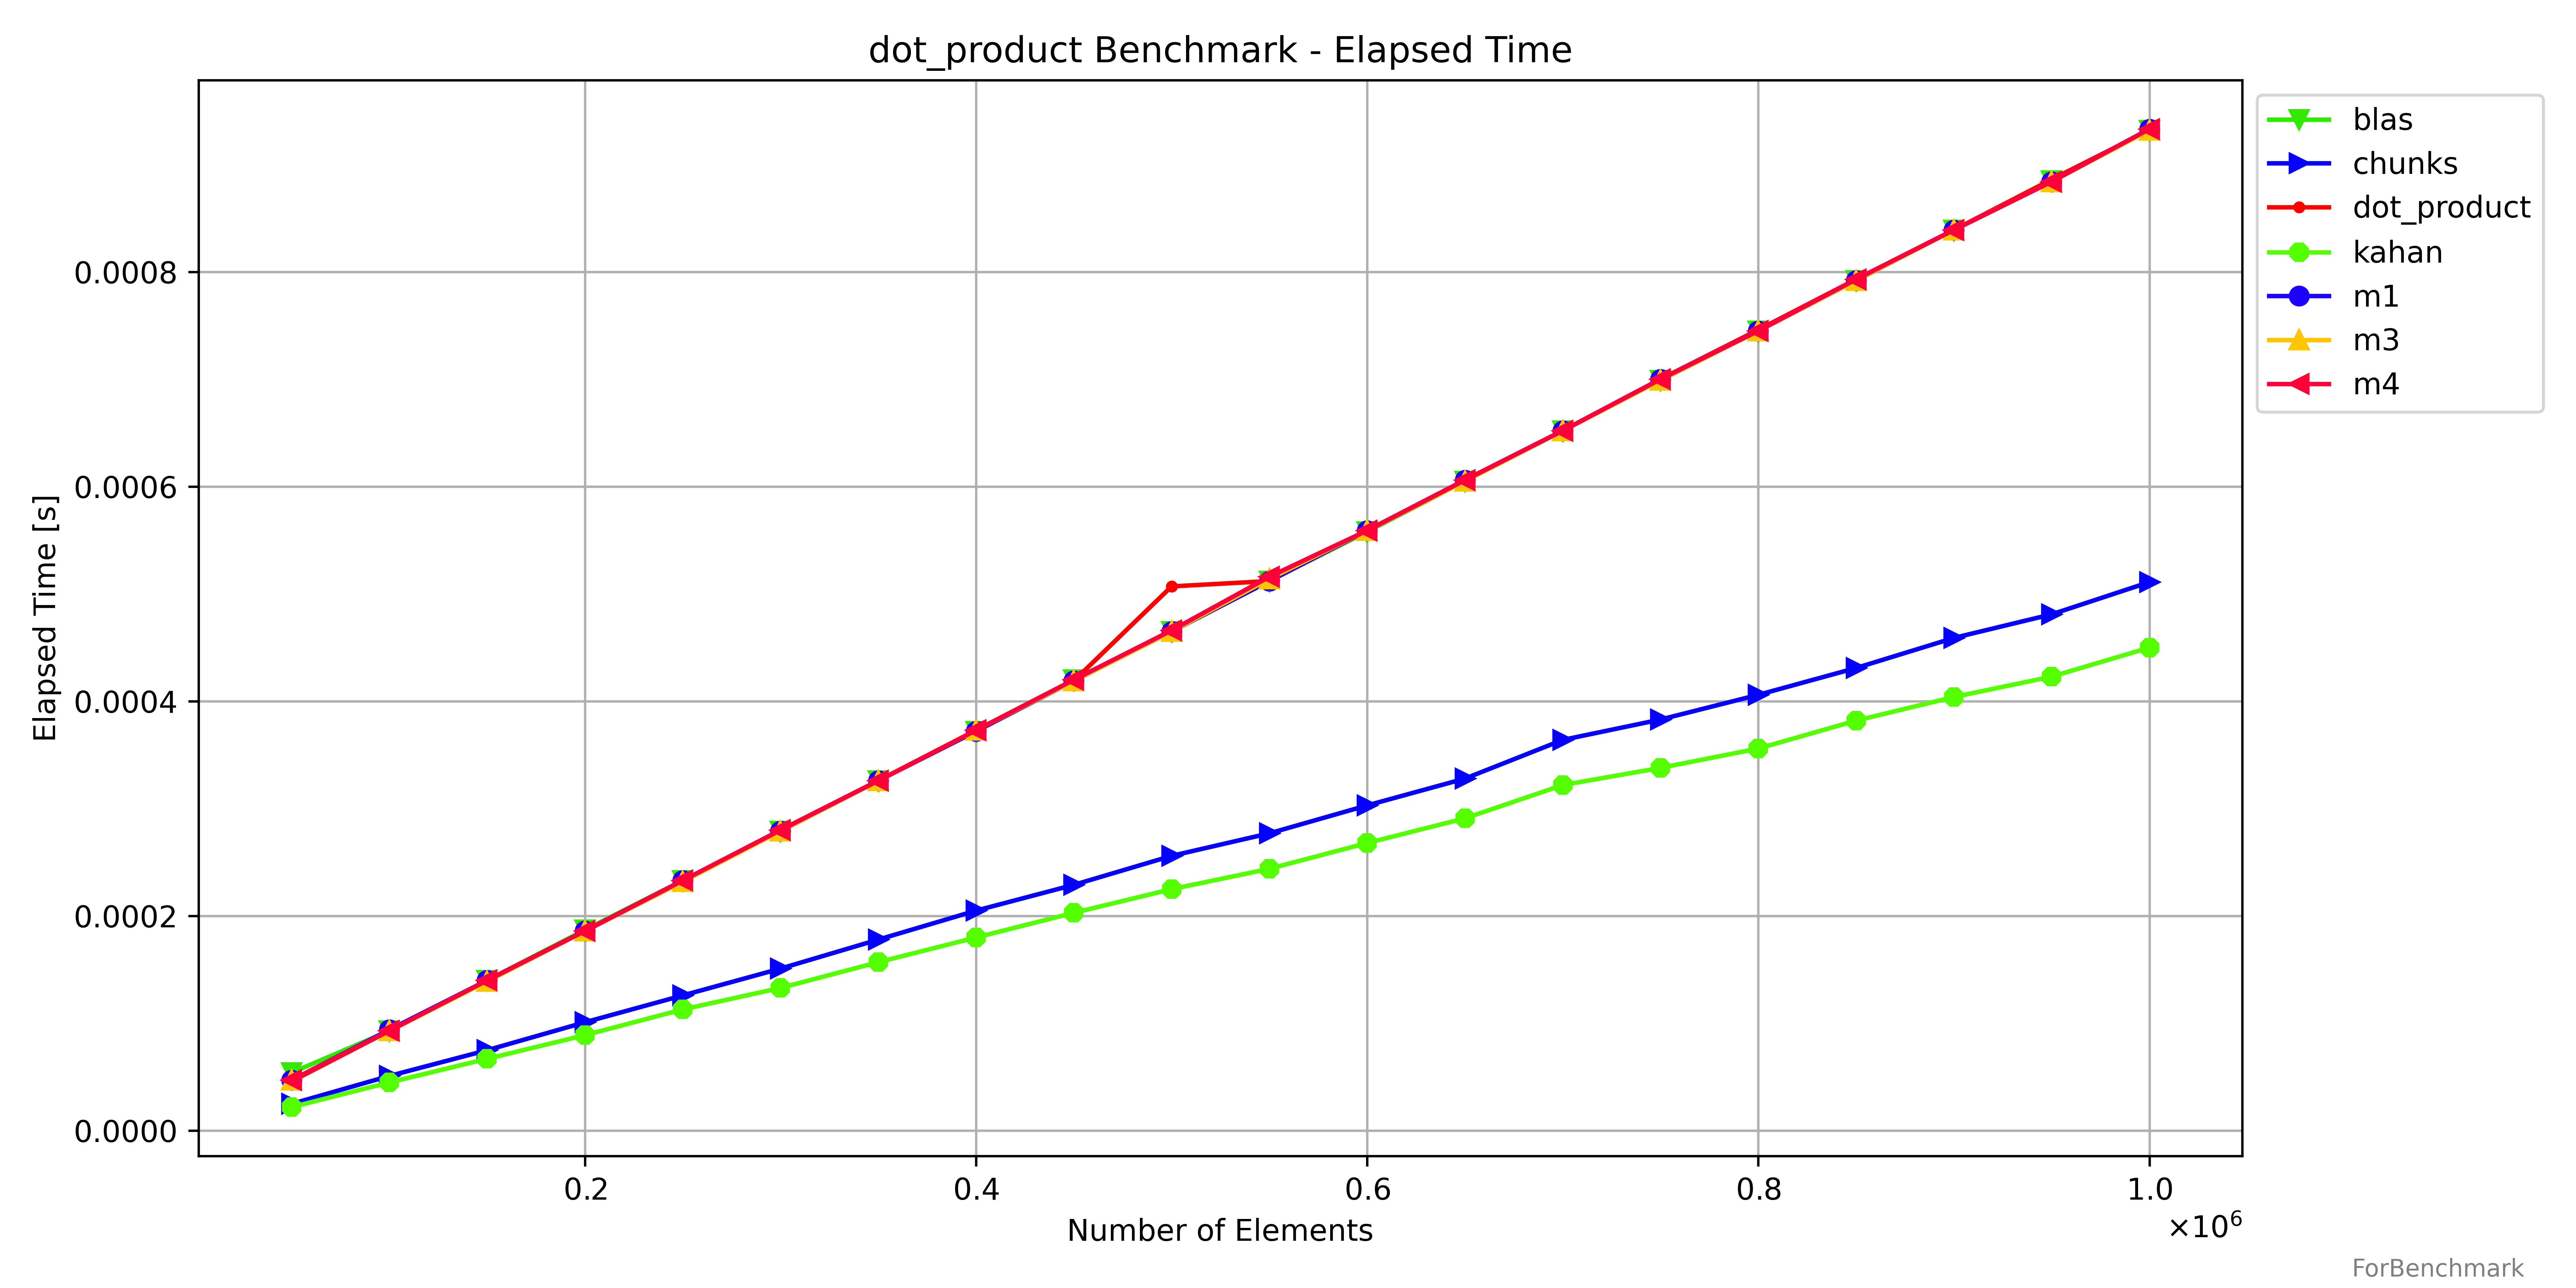 dot_product Benchmark - Elapsed Time
Elapsed Time [s]
0.0008
0.0006
0.0004
0.0002
0.0000
0.2 0.4 0.6 0.8 1.0
Number of Elements
×10⁶
blas
chunks
dot_product
kahan
m1
m3
m4
ForBenchmark